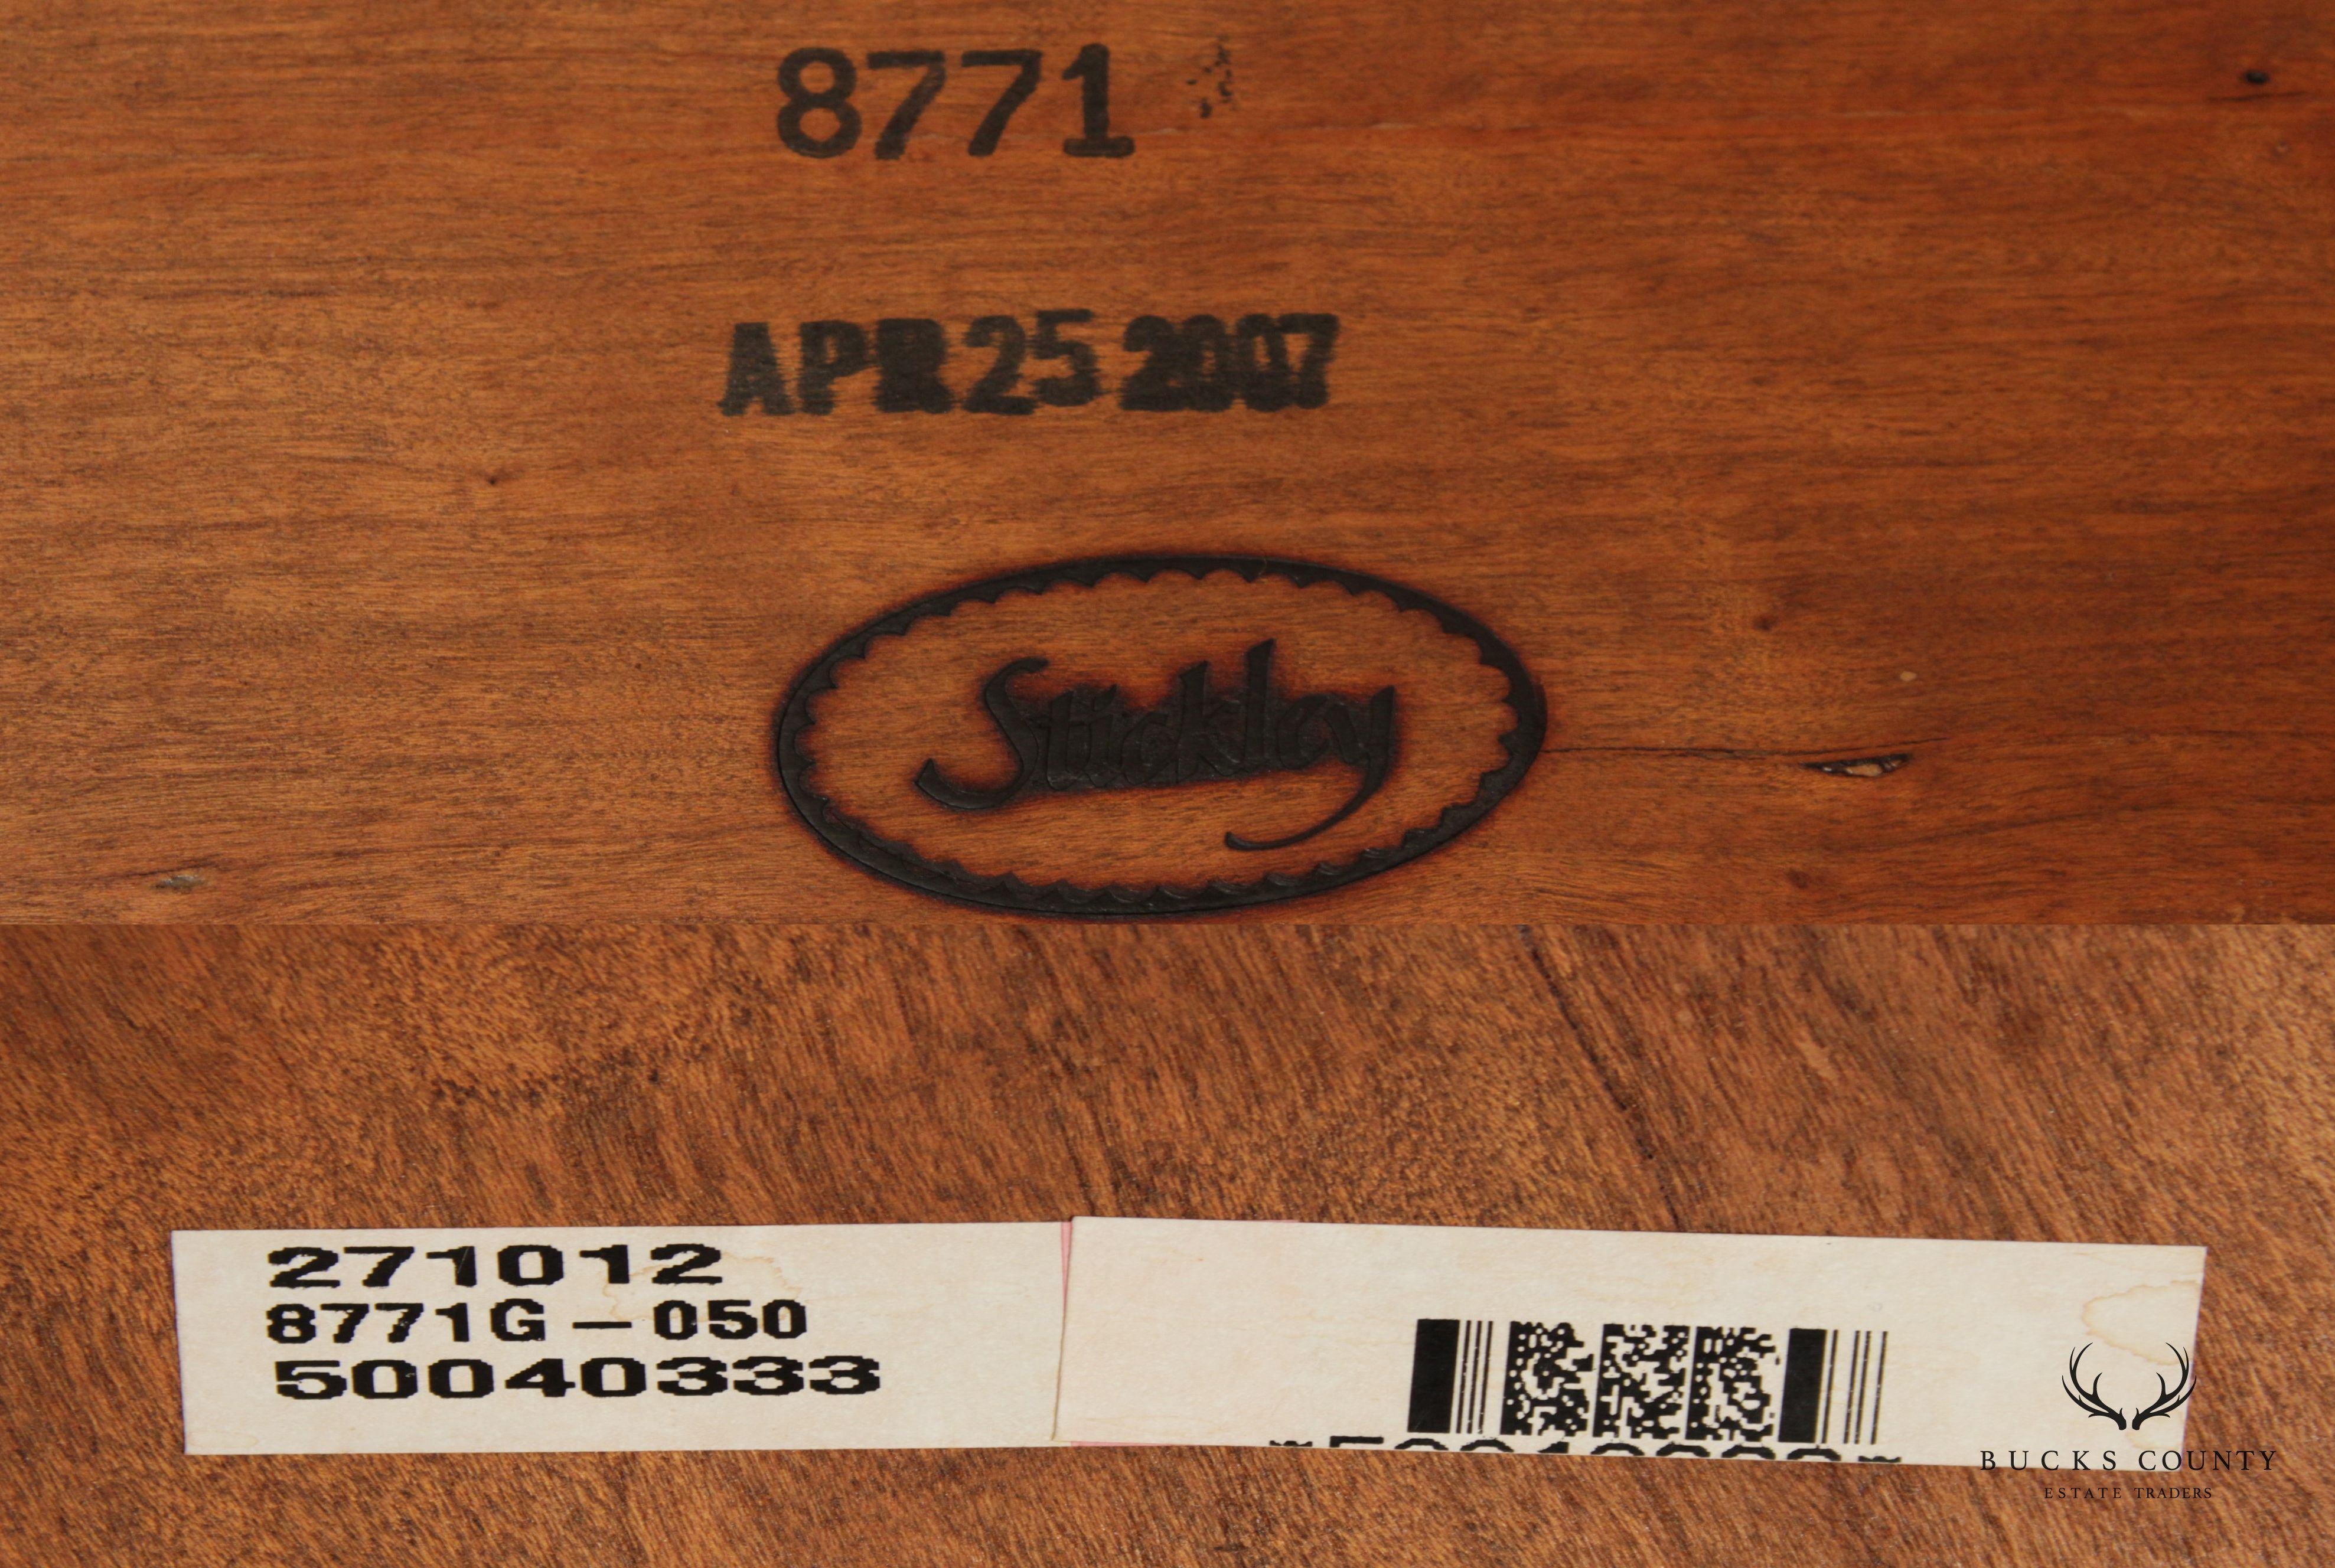 8771
APR 25 2007
Stickley
271012
8771G-050
50040333
BUCKS COUNTY
ESTATE TRADERS